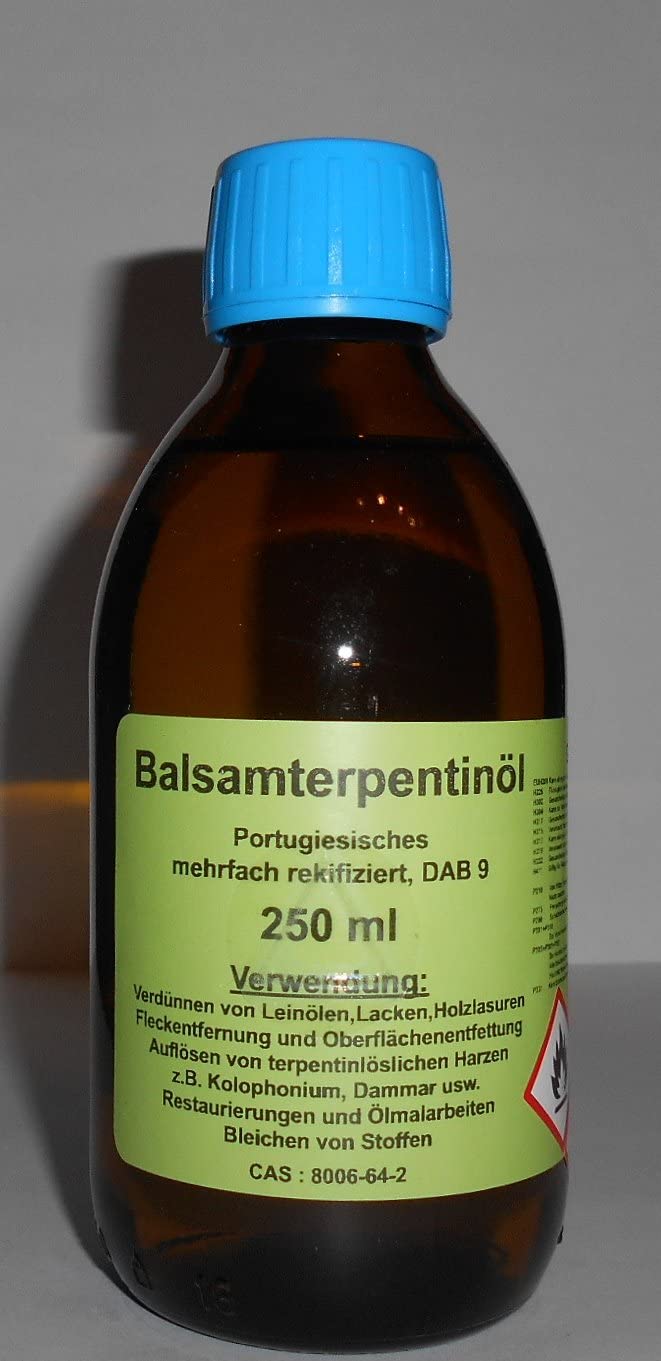 Balsamterpentinöl
Portugiesisches
mehrfach rekifiziert, DAB 9
250 ml
Verwendung:
Verdünnen von Leinölen,Lacken,Holzlasuren
Fleckentfernung und Oberflächenentfettung
Auflösen von terpentinlöslichen Harzen
z.B. Kolophonium, Dammar usw.
Restaurierungen und Ölmalarbeiten
Bleichen von Stoffen
CAS : 8006-64-2